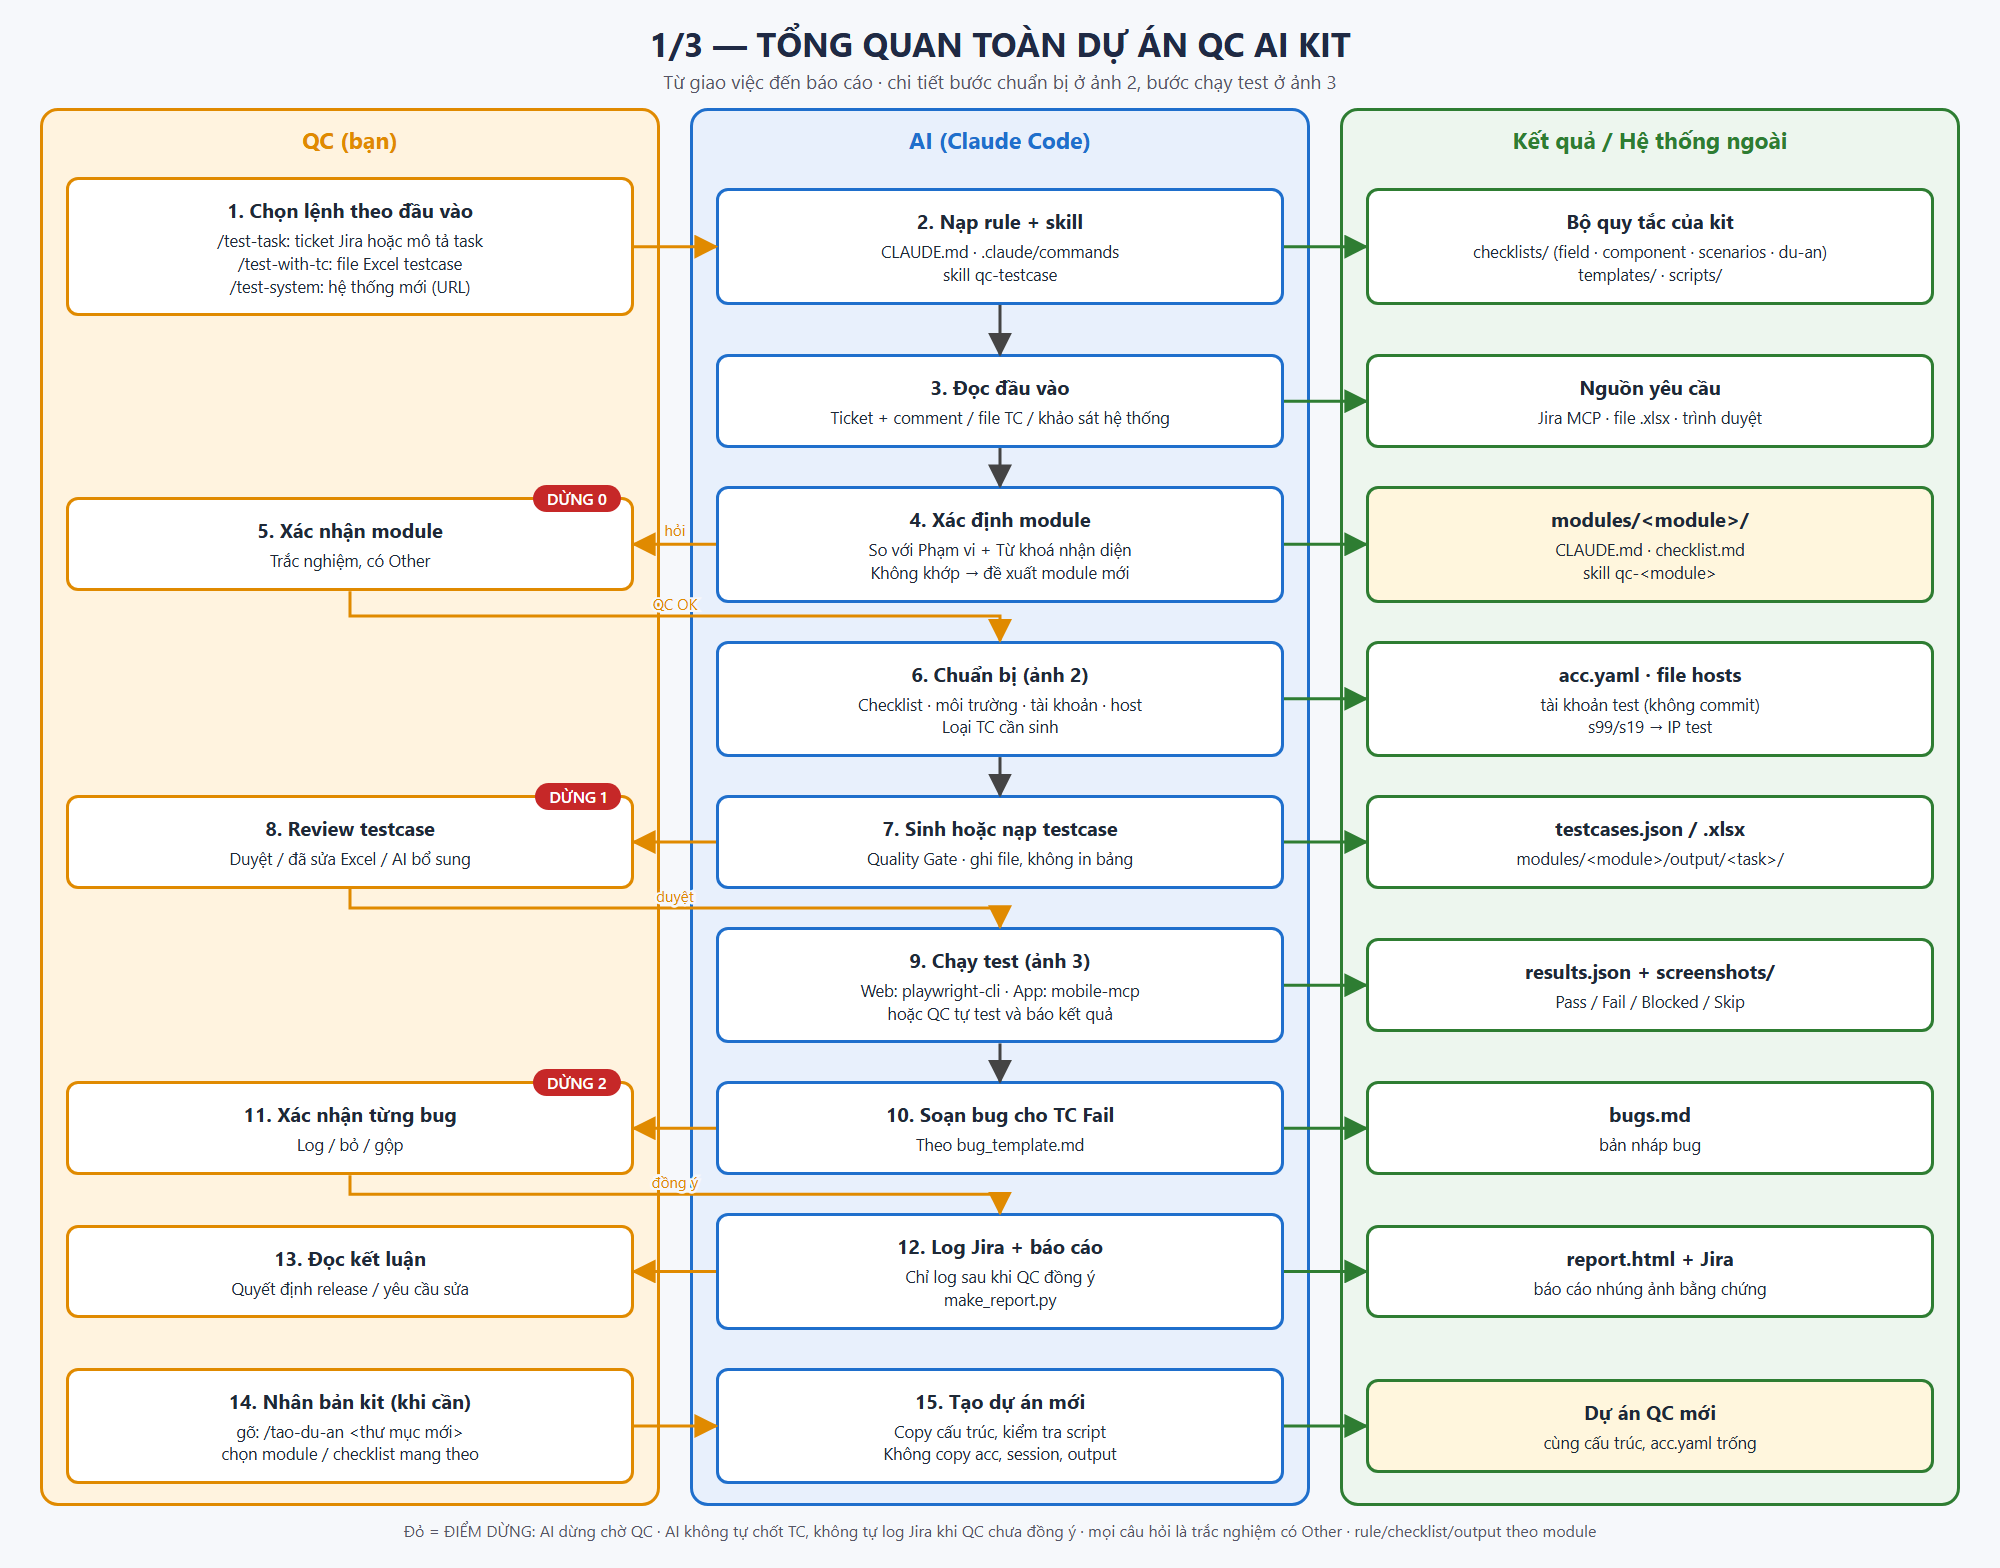 1/3 — TỔNG QUAN TOÀN DỰ ÁN QC AI KIT
Từ giao việc đến báo cáo · chi tiết bước chuẩn bị ở ảnh 2, bước chạy test ở ảnh 3
QC (bạn)
AI (Claude Code)
Kết quả / Hệ thống ngoài
1. Chọn lệnh theo đầu vào
/test-task: ticket Jira hoặc mô tả task
/test-with-tc: file Excel testcase
/test-system: hệ thống mới (URL)
2. Nạp rule + skill
CLAUDE.md · .claude/commands
skill qc-testcase
Bộ quy tắc của kit
checklists/ (field · component · scenarios · du-an)
templates/ · scripts/
3. Đọc đầu vào
Ticket + comment / file TC / khảo sát hệ thống
Nguồn yêu cầu
Jira MCP · file .xlsx · trình duyệt
DỪNG 0
5. Xác nhận module
Trắc nghiệm, có Other
hỏi
4. Xác định module
So với Phạm vi + Từ khoá nhận diện
Không khớp → đề xuất module mới
modules/<module>/
CLAUDE.md · checklist.md
skill qc-<module>
QC OK
6. Chuẩn bị (ảnh 2)
Checklist · môi trường · tài khoản · host
Loại TC cần sinh
acc.yaml · file hosts
tài khoản test (không commit)
s99/s19 → IP test
DỪNG 1
8. Review testcase
Duyệt / đã sửa Excel / AI bổ sung
7. Sinh hoặc nạp testcase
Quality Gate · ghi file, không in bảng
testcases.json / .xlsx
modules/<module>/output/<task>/
duyệt
9. Chạy test (ảnh 3)
Web: playwright-cli · App: mobile-mcp
hoặc QC tự test và báo kết quả
results.json + screenshots/
Pass / Fail / Blocked / Skip
DỪNG 2
11. Xác nhận từng bug
Log / bỏ / gộp
10. Soạn bug cho TC Fail
Theo bug_template.md
bugs.md
bản nháp bug
đồng ý
13. Đọc kết luận
Quyết định release / yêu cầu sửa
12. Log Jira + báo cáo
Chỉ log sau khi QC đồng ý
make_report.py
report.html + Jira
báo cáo nhúng ảnh bằng chứng
14. Nhân bản kit (khi cần)
gõ: /tao-du-an <thư mục mới>
chọn module / checklist mang theo
15. Tạo dự án mới
Copy cấu trúc, kiểm tra script
Không copy acc, session, output
Dự án QC mới
cùng cấu trúc, acc.yaml trống
Đỏ = ĐIỂM DỪNG: AI dừng chờ QC · AI không tự chốt TC, không tự log Jira khi QC chưa đồng ý · mọi câu hỏi là trắc nghiệm có Other · rule/checklist/output theo module